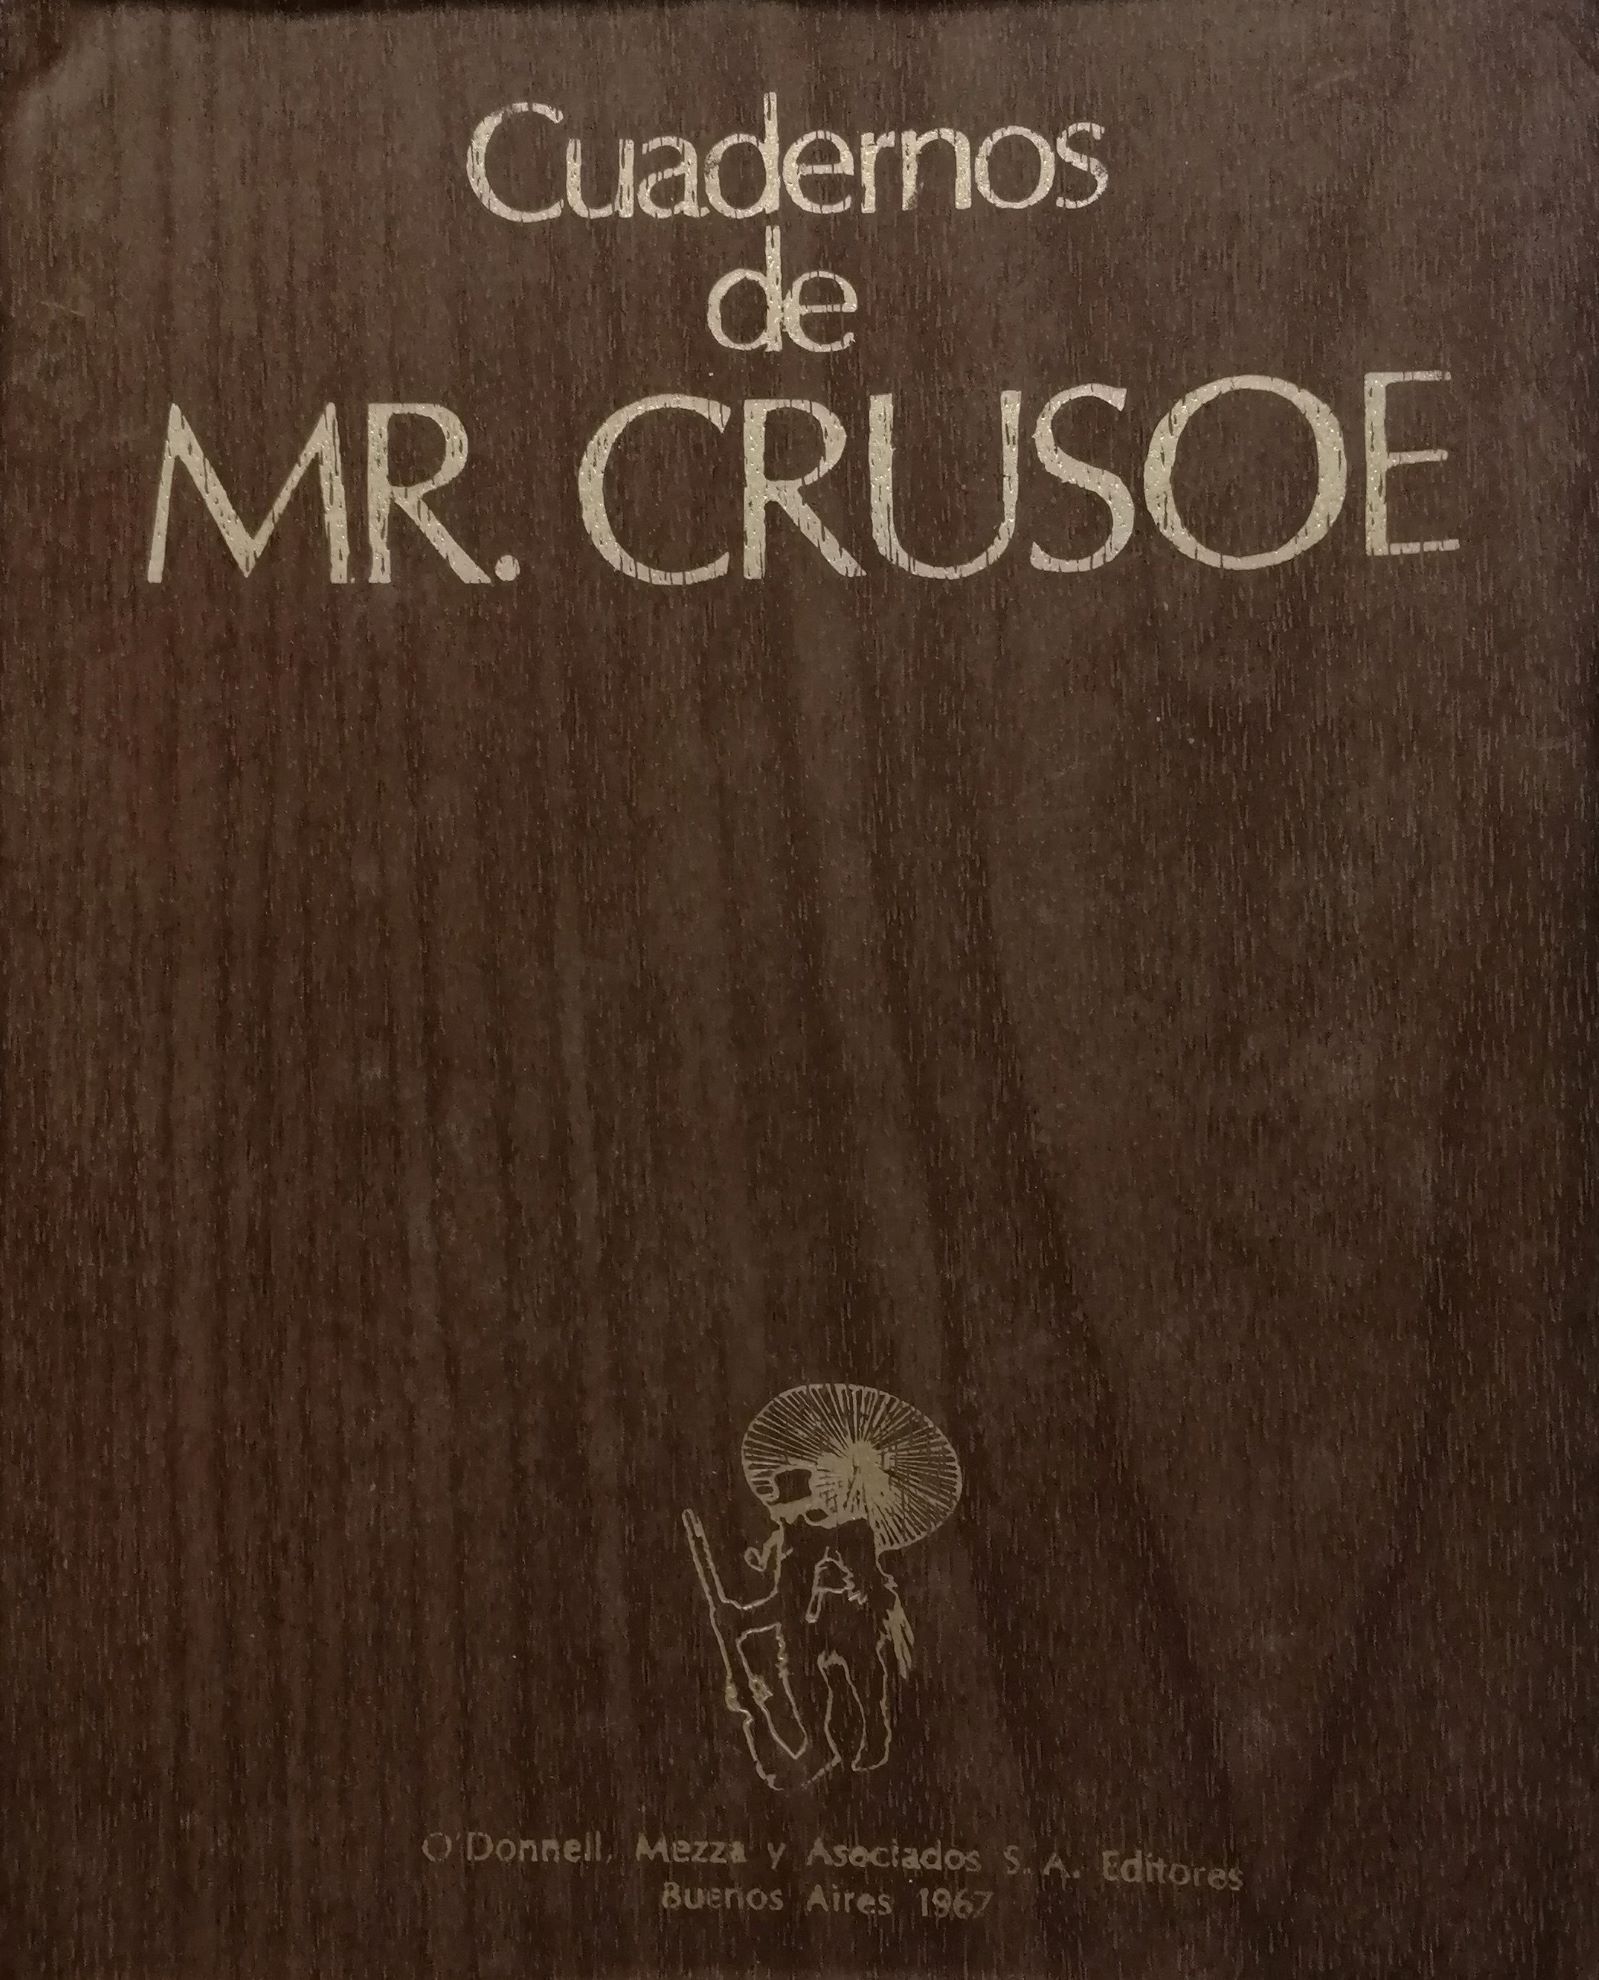 Cuadernos
de
MR. CRUSOE
O'Donnell, Mezza y Asociados S. A. Editores
Buenos Aires 1967